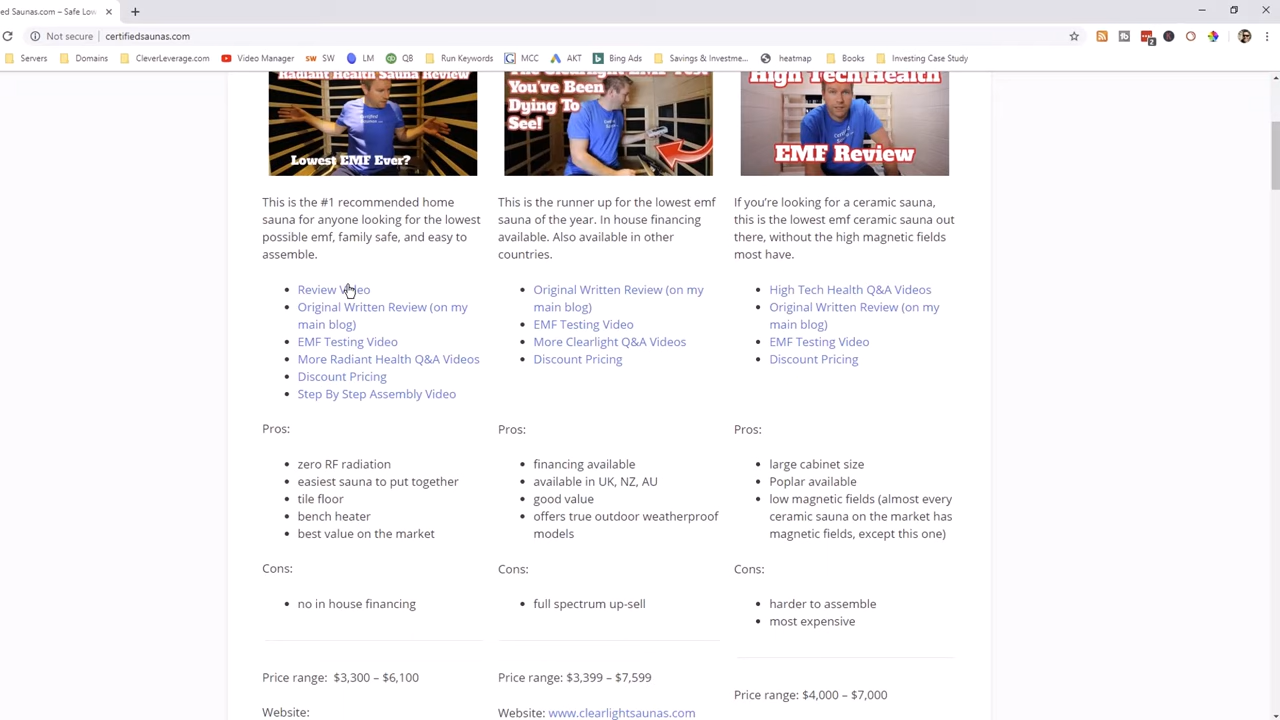 ed Saunas.com – Safe Low
Not secure
certifiedsaunas.com
Servers
Domains
CleverLeverage.com
Video Manager
SW
LM
QB
Run Keywords
MCC
AKT
Bing Ads
Savings & Investme...
heatmap
Books
Investing Case Study
Radiant Health Sauna Review
Lowest EMF Ever?
The Clearlight EMF Test
You've Been
Dying To
See!
High Tech Health
EMF Review
This is the #1 recommended home
sauna for anyone looking for the lowest
possible emf, family safe, and easy to
assemble.
Review Video
Original Written Review (on my
main blog)
EMF Testing Video
More Radiant Health Q&A Videos
Discount Pricing
Step By Step Assembly Video
Pros:
zero RF radiation
easiest sauna to put together
tile floor
bench heater
best value on the market
Cons:
no in house financing
Price range: $3,300 – $6,100
Website:
This is the runner up for the lowest emf
sauna of the year. In house financing
available. Also available in other
countries.
Original Written Review (on my
main blog)
EMF Testing Video
More Clearlight Q&A Videos
Discount Pricing
Pros:
financing available
available in UK, NZ, AU
good value
offers true outdoor weatherproof
models
Cons:
full spectrum up-sell
Price range: $3,399 – $7,599
Website: www.clearlightsaunas.com
If you're looking for a ceramic sauna,
this is the lowest emf ceramic sauna out
there, without the high magnetic fields
most have.
High Tech Health Q&A Videos
Original Written Review (on my
main blog)
EMF Testing Video
Discount Pricing
Pros:
large cabinet size
Poplar available
low magnetic fields (almost every
ceramic sauna on the market has
magnetic fields, except this one)
Cons:
harder to assemble
most expensive
Price range: $4,000 – $7,000